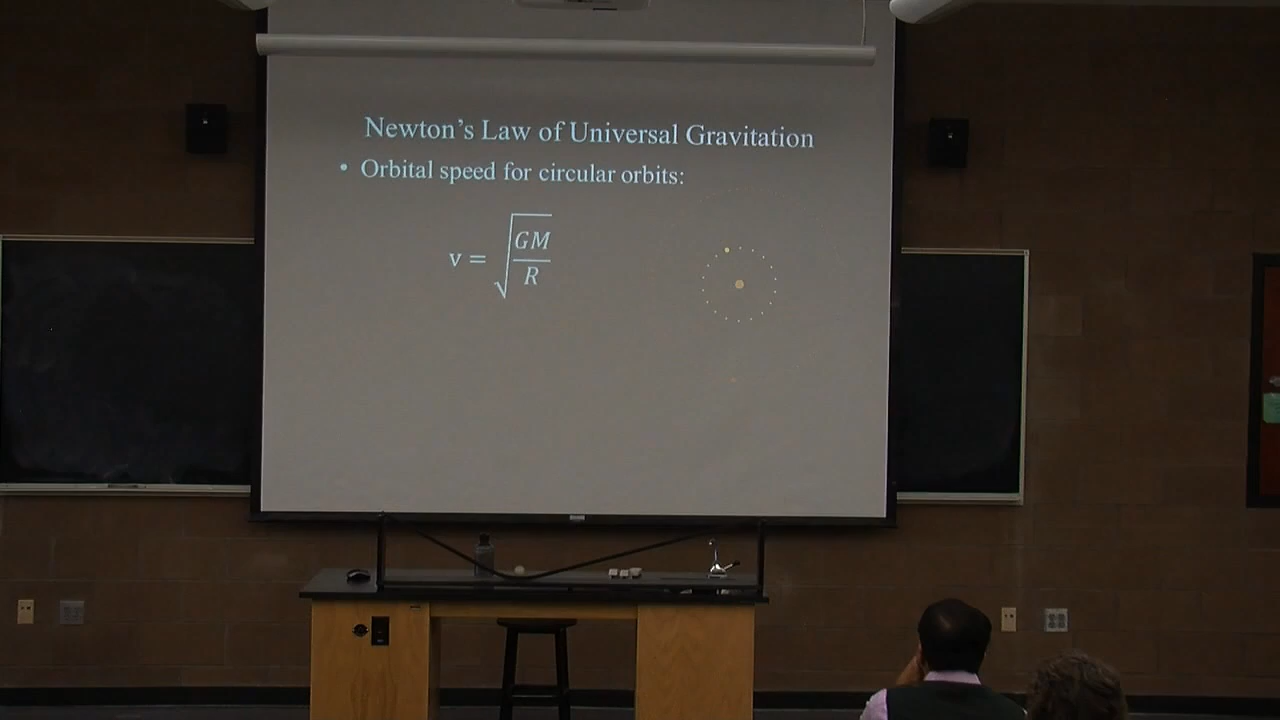 Newton's Law of Universal Gravitation
• Orbital speed for circular orbits:
v = √(GM/R)